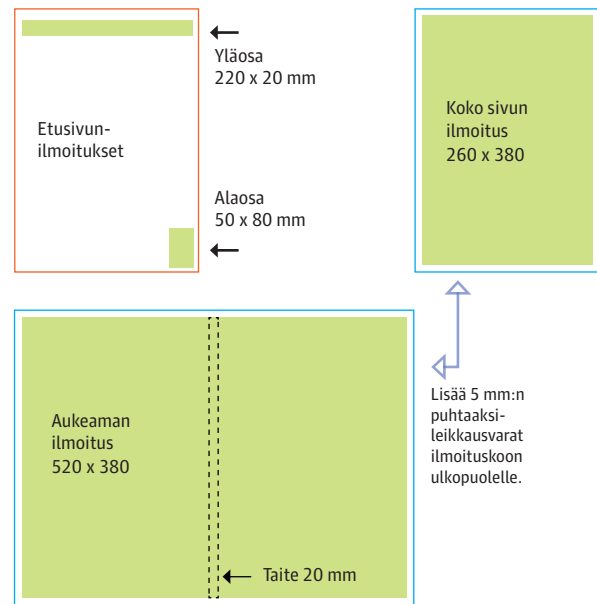 Yläosa
220 x 20 mm
Etusivun-
ilmoitukset
Alaosa
50 x 80 mm
Koko sivun
ilmoitus
260 x 380
Aukeaman
ilmoitus
520 x 380
Taite 20 mm
Lisää 5 mm:n
puhtaaksi-
leikkausvarat
ilmoituskoon
ulkopuolelle.